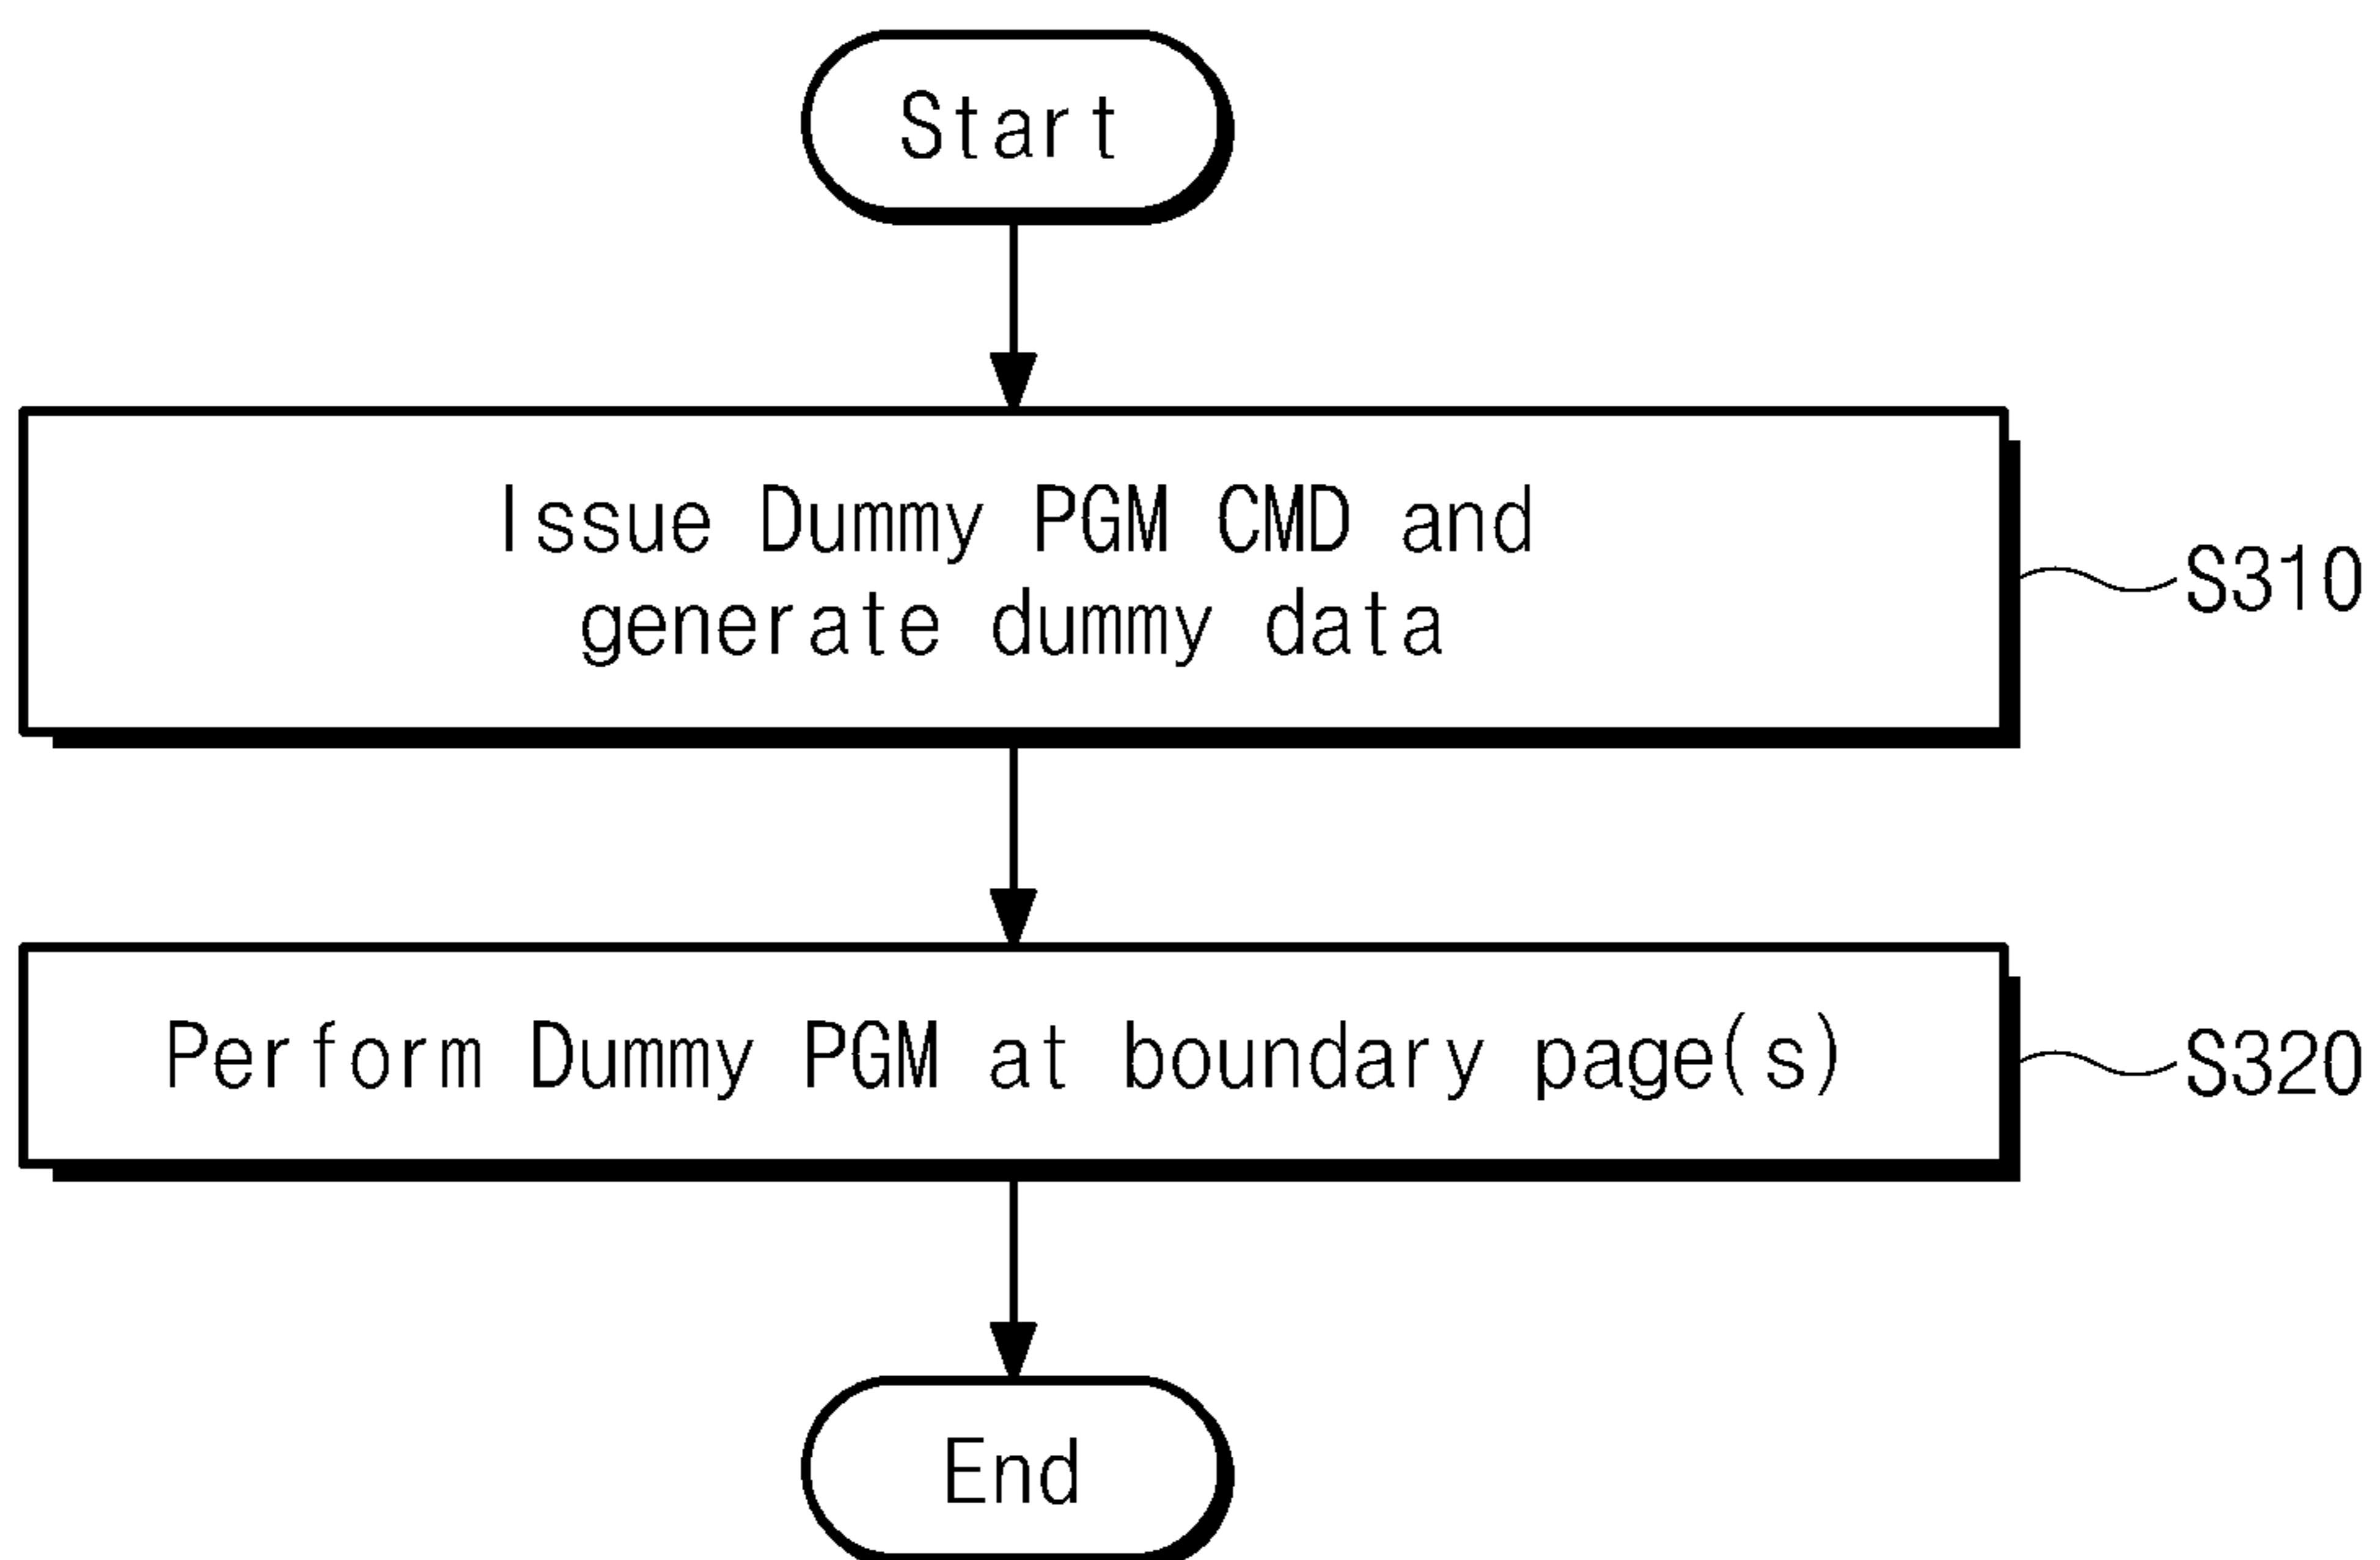 Start
Issue Dummy PGM CMD and
generate dummy data
S310
Perform Dummy PGM at boundary page(s)
S320
End